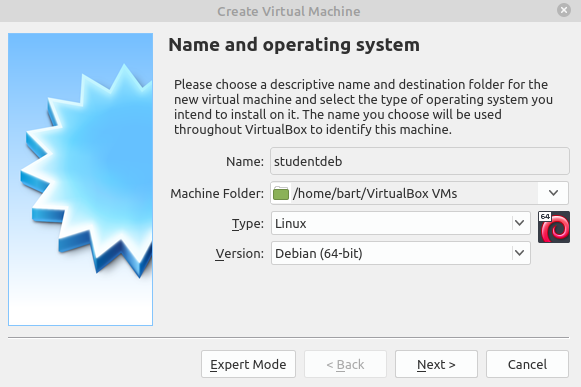 Create Virtual Machine
Name and operating system
Please choose a descriptive name and destination folder for the
new virtual machine and select the type of operating system you
intend to install on it. The name you choose will be used
throughout VirtualBox to identify this machine.
Name: studentdeb
Machine Folder: /home/bart/VirtualBox VMs
Type: Linux
64
Version: Debian (64-bit)
Expert Mode < Back Next > Cancel